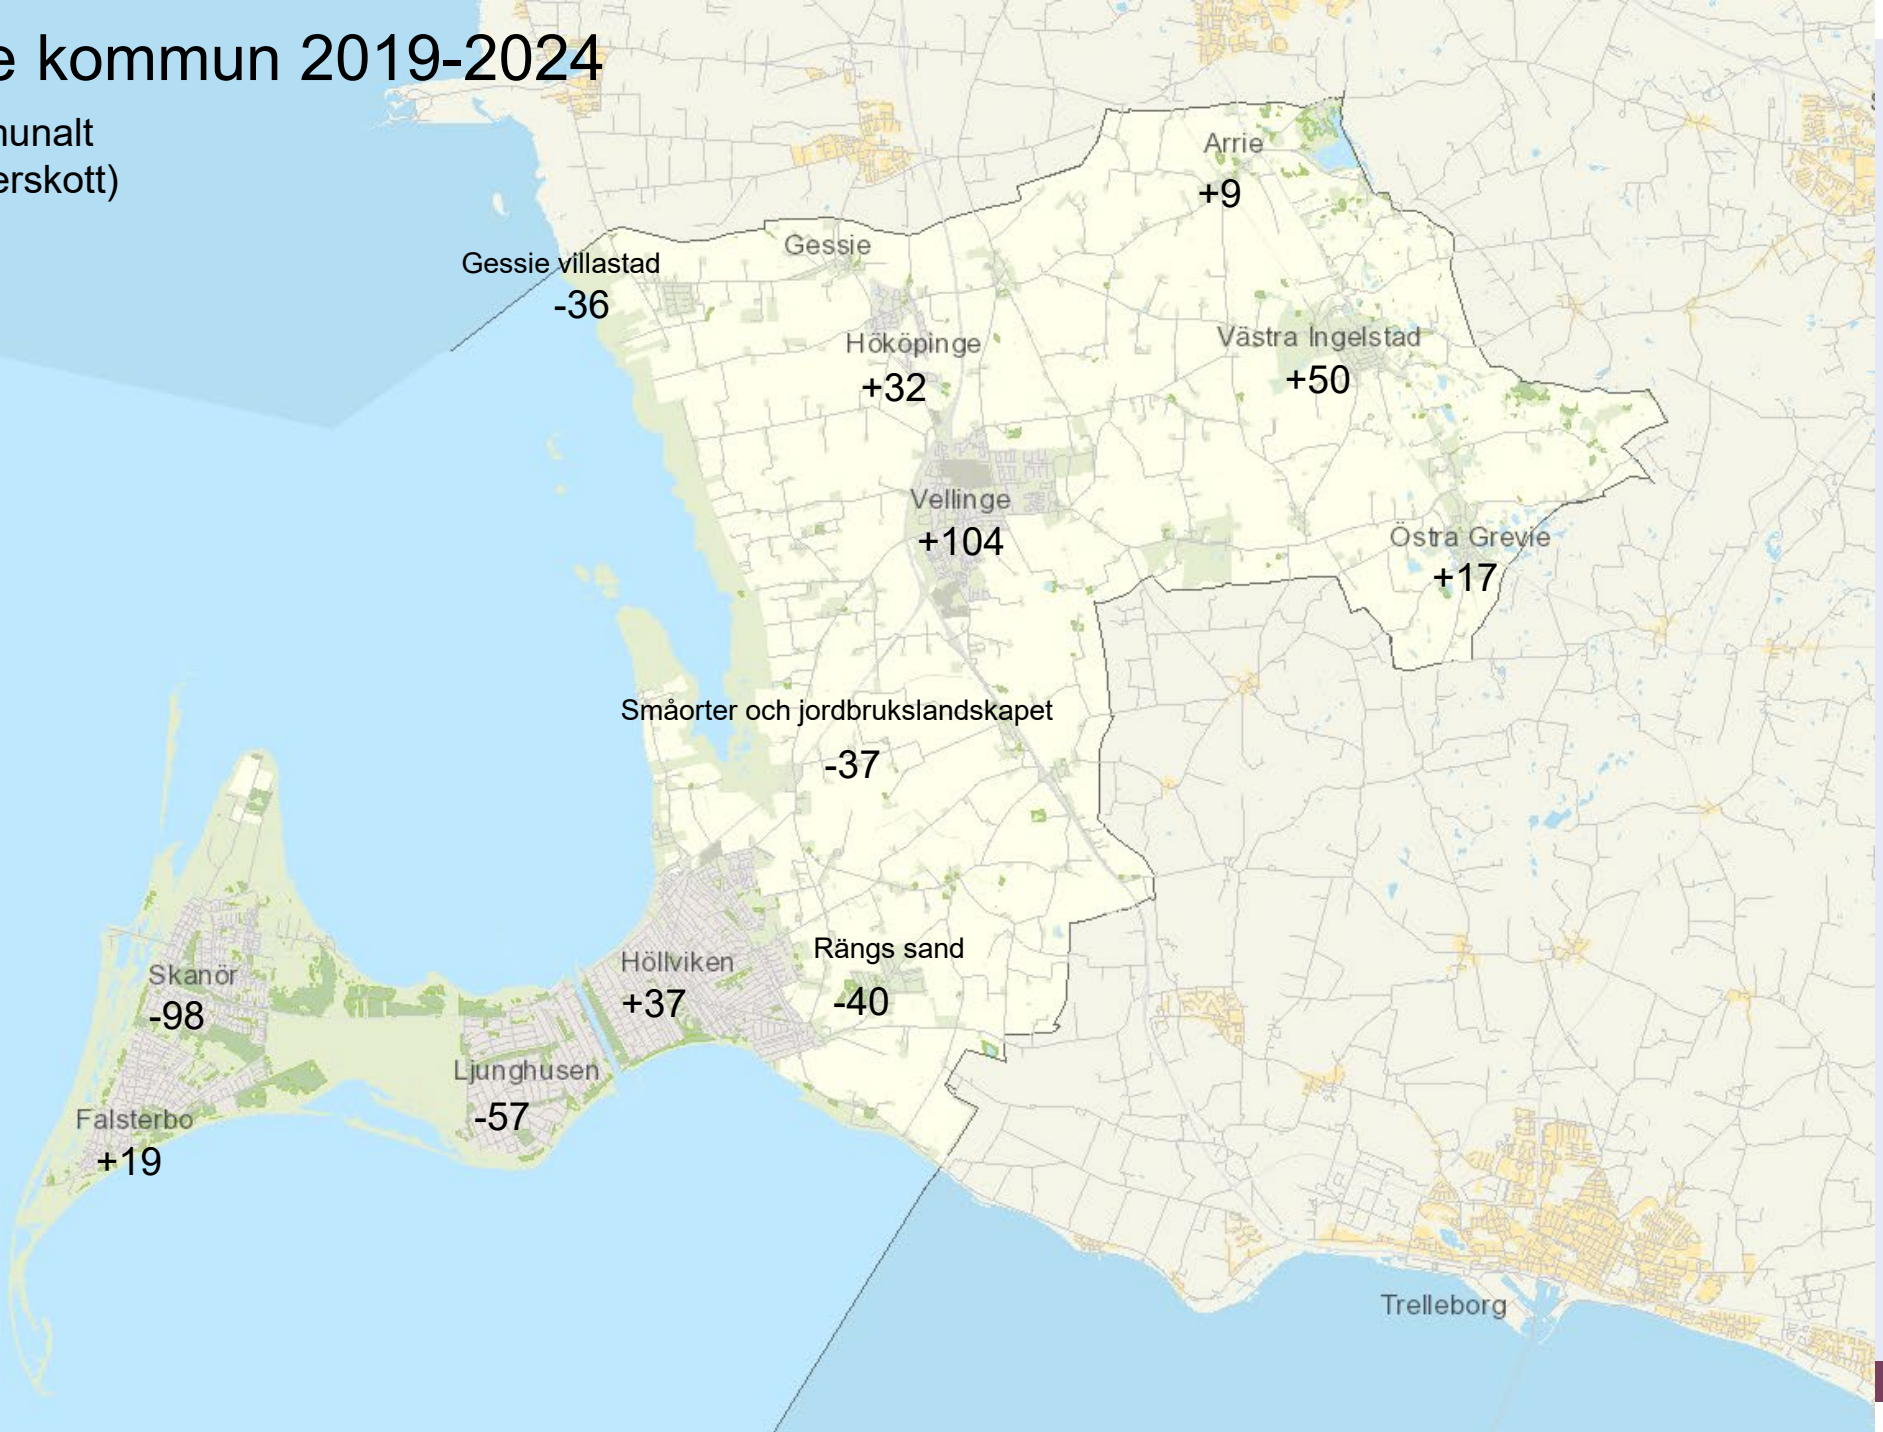 e kommun 2019-2024
nunalt
erskott)
Arrie
+9
Gessie
Gessie villastad
-36
Hököpinge
+32
Västra Ingelstad
+50
Vellinge
+104
Östra Grevie
+17
Småorter och jordbrukslandskapet
-37
Rängs sand
-40
Höllviken
+37
Skanör
-98
Ljunghusen
-57
Falsterbo
+19
Trelleborg